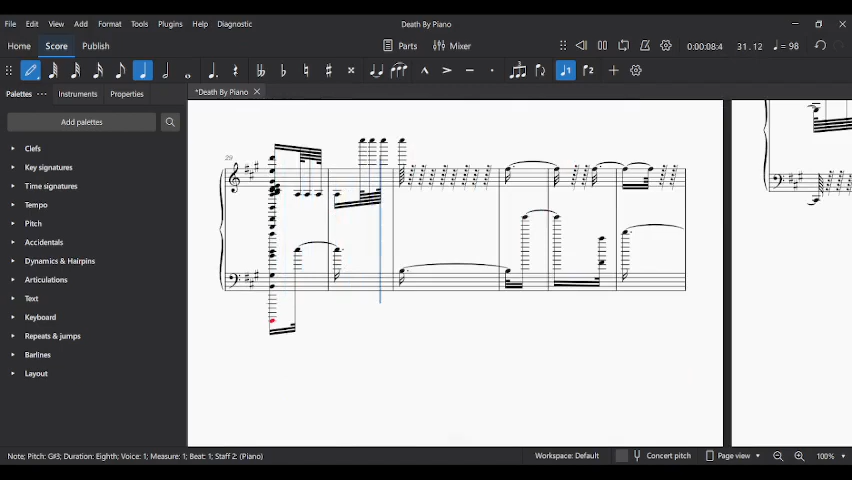 File Edit View Add Format Tools Plugins Help Diagnostic Death By Piano
Home Score Publish Parts Mixer 0:00:08:4 31 . 12 = 98
1 2
Palettes Instruments Properties *Death By Piano
Add palettes
Clefs
Key signatures
Time signatures
Tempo
Pitch
Accidentals
Dynamics & Hairpins
Articulations
Text
Keyboard
Repeats & jumps
Barlines
Layout
29
Note; Pitch: G#3; Duration: Eighth; Voice: 1; Measure: 1; Beat: 1; Staff 2: (Piano) Workspace: Default Concert pitch Page view 100%